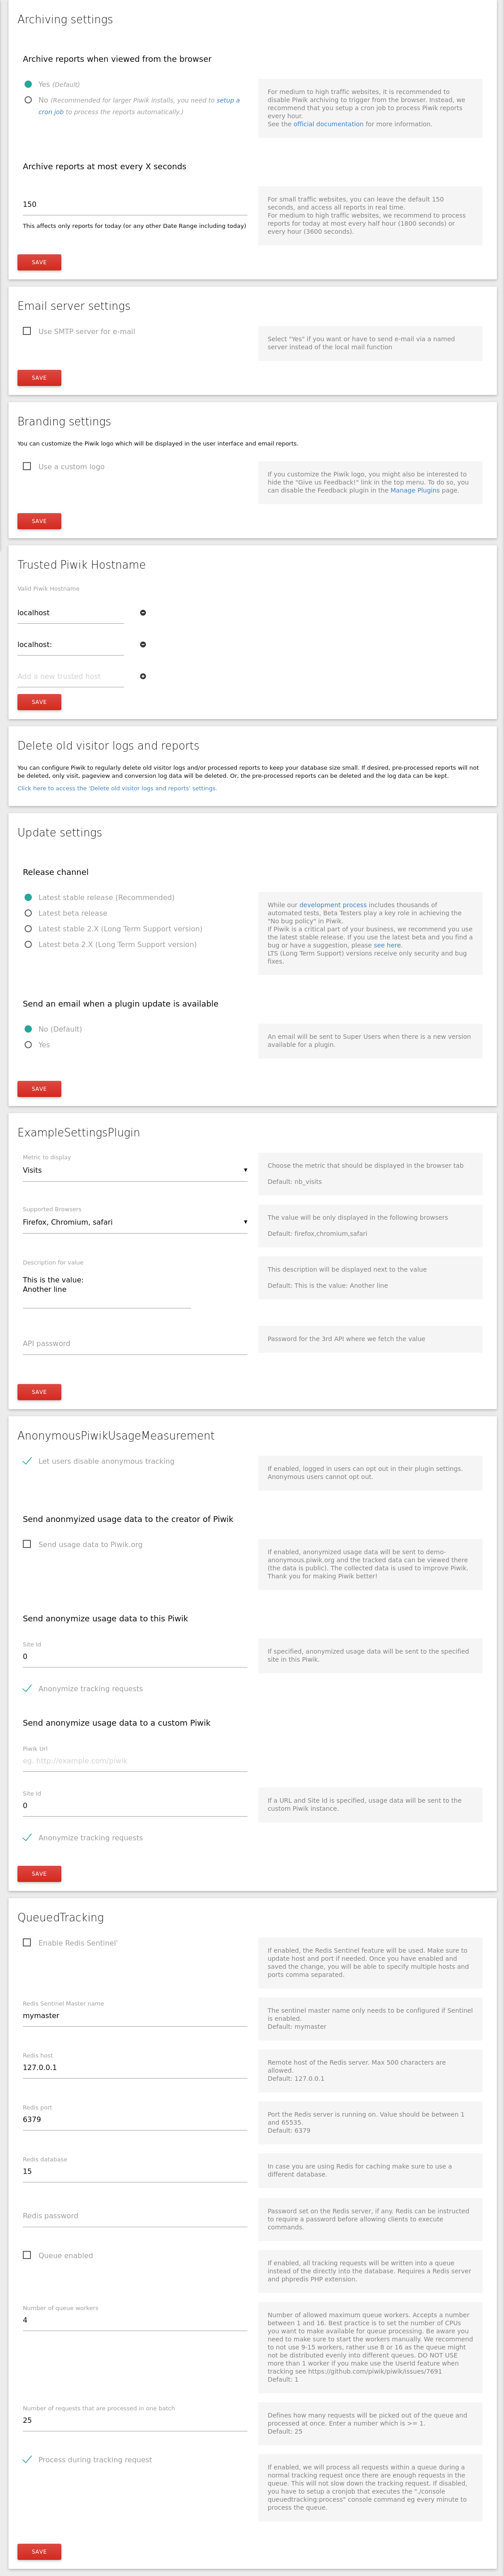 Archiving settings
Archive reports when viewed from the browser
Yes (Default)
No (Recommended for larger Piwik installs, you need to setup a
cron job to process the reports automatically.)
For medium to high traffic websites, it is recommended to
disable Piwik archiving to trigger from the browser. Instead, we
recommend that you setup a cron job to process Piwik reports
every hour.
See the official documentation for more information.
Archive reports at most every X seconds
150
This affects only reports for today (or any other Date Range including today)
For small traffic websites, you can leave the default 150
seconds, and access all reports in real time.
For medium to high traffic websites, we recommend to process
reports for today at most every half hour (1800 seconds) or
every hour (3600 seconds).
SAVE
Email server settings
Use SMTP server for e-mail
Select "Yes" if you want or have to send e-mail via a named
server instead of the local mail function
SAVE
Branding settings
You can customize the Piwik logo which will be displayed in the user interface and email reports.
Use a custom logo
If you customize the Piwik logo, you might also be interested to
hide the "Give us Feedback!" link in the top menu. To do so, you
can disable the Feedback plugin in the Manage Plugins page.
SAVE
Trusted Piwik Hostname
Valid Piwik Hostname
localhost
localhost:
Add a new trusted host
SAVE
Delete old visitor logs and reports
You can configure Piwik to regularly delete old visitor logs and/or processed reports to keep your database size small. If desired, pre-processed reports will not
be deleted, only visit, pageview and conversion log data will be deleted. Or, the pre-processed reports can be deleted and the log data can be kept.
Click here to access the 'Delete old visitor logs and reports' settings.
Update settings
Release channel
Latest stable release (Recommended)
Latest beta release
Latest stable 2.X (Long Term Support version)
Latest beta 2.X (Long Term Support version)
While our development process includes thousands of
automated tests, Beta Testers play a key role in achieving the
"No bug policy" in Piwik.
If Piwik is a critical part of your business, we recommend you use
the latest stable release. If you use the latest beta and you find a
bug or have a suggestion, please see here.
LTS (Long Term Support) versions receive only security and bug
fixes.
Send an email when a plugin update is available
No (Default)
Yes
An email will be sent to Super Users when there is a new version
available for a plugin.
SAVE
ExampleSettingsPlugin
Metric to display
Visits
Choose the metric that should be displayed in the browser tab
Default: nb_visits
Supported Browsers
Firefox, Chromium, safari
The value will be only displayed in the following browsers
Default: firefox,chromium,safari
Description for value
This is the value:
Another line
This description will be displayed next to the value
Default: This is the value: Another line
API password
Password for the 3rd API where we fetch the value
SAVE
AnonymousPiwikUsageMeasurement
Let users disable anonymous tracking
If enabled, logged in users can opt out in their plugin settings.
Anonymous users cannot opt out.
Send anonmyized usage data to the creator of Piwik
Send usage data to Piwik.org
If enabled, anonymized usage data will be sent to demo-
anonymous.piwik.org and the tracked data can be viewed there
(the data is public). The collected data is used to improve Piwik.
Thank you for making Piwik better!
Send anonymize usage data to this Piwik
Site Id
0
If specified, anonymized usage data will be sent to the specified
site in this Piwik.
Anonymize tracking requests
Send anonymize usage data to a custom Piwik
Piwik Url
eg. http://example.com/piwik
Site Id
0
If a URL and Site Id is specified, usage data will be sent to the
custom Piwik instance.
Anonymize tracking requests
SAVE
QueuedTracking
Enable Redis Sentinel'
If enabled, the Redis Sentinel feature will be used. Make sure to
update host and port if needed. Once you have enabled and
saved the change, you will be able to specify multiple hosts and
ports comma separated.
Redis Sentinel Master name
mymaster
The sentinel master name only needs to be configured if Sentinel
is enabled.
Default: mymaster
Redis host
127.0.0.1
Remote host of the Redis server. Max 500 characters are
allowed.
Default: 127.0.0.1
Redis port
6379
Port the Redis server is running on. Value should be between 1
and 65535.
Default: 6379
Redis database
15
In case you are using Redis for caching make sure to use a
different database.
Redis password
Password set on the Redis server, if any. Redis can be instructed
to require a password before allowing clients to execute
commands.
Queue enabled
If enabled, all tracking requests will be written into a queue
instead of the directly into the database. Requires a Redis server
and phpredis PHP extension.
Number of queue workers
4
Number of allowed maximum queue workers. Accepts a number
between 1 and 16. Best practice is to set the number of CPUs
you want to make available for queue processing. Be aware you
need to make sure to start the workers manually. We recommend
to not use 9-15 workers, rather use 8 or 16 as the queue might
not be distributed evenly into different queues. DO NOT USE
more than 1 worker if you make use the UserId feature when
tracking see https://github.com/piwik/piwik/issues/7691
Default: 1
Number of requests that are processed in one batch
25
Defines how many requests will be picked out of the queue and
processed at once. Enter a number which is >= 1.
Default: 25
Process during tracking request
If enabled, we will process all requests within a queue during a
normal tracking request once there are enough requests in the
queue. This will not slow down the tracking request. If disabled,
you have to setup a cronjob that executes the "./console
queuedtracking:process" console command eg every minute to
process the queue.
SAVE